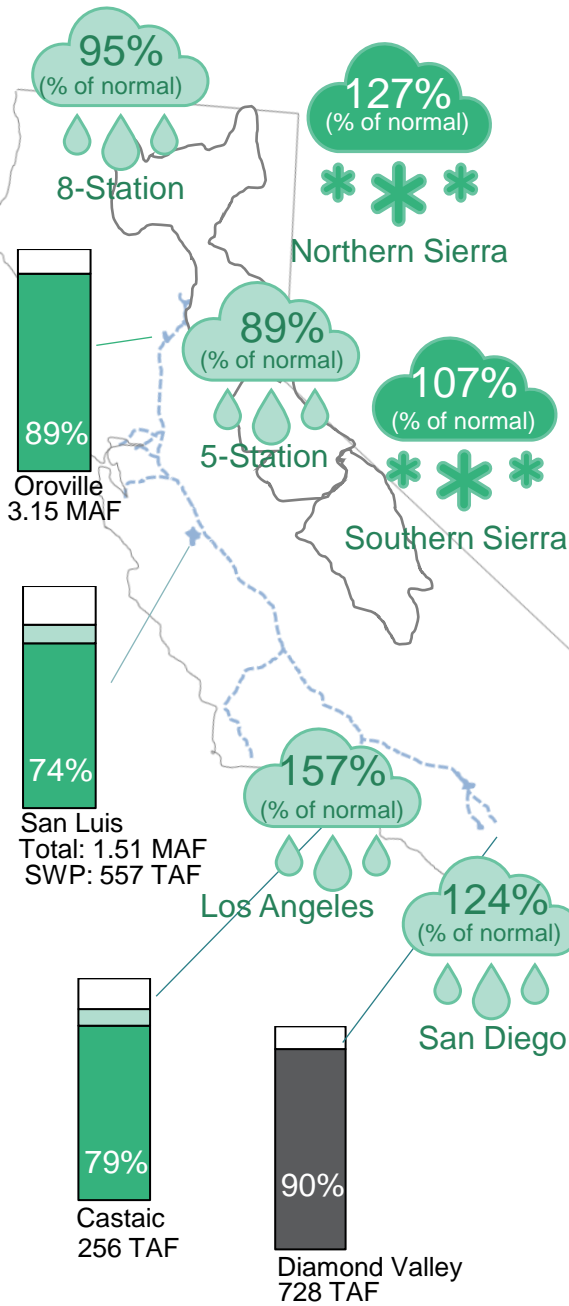 95%
(% of normal)
8-Station
127%
(% of normal)
Northern Sierra
89%
(% of normal)
5-Station
107%
(% of normal)
Southern Sierra
89%
Oroville
3.15 MAF
74%
San Luis
Total: 1.51 MAF
SWP: 557 TAF
157%
(% of normal)
Los Angeles
124%
(% of normal)
San Diego
79%
Castaic
256 TAF
90%
Diamond Valley
728 TAF